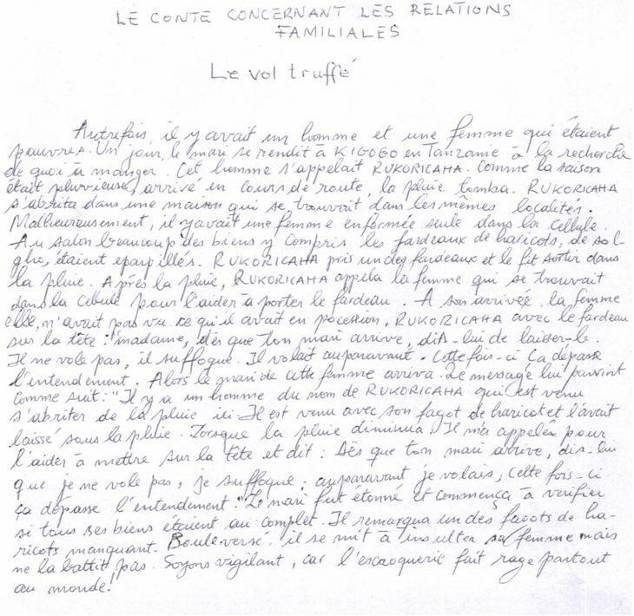 LE CONTE CONCERNANT LES RELATIONS
FAMILIALES
Le vol truffé
Autrefois, il y avait un homme et une femme qui étaient
pauvres. Un jour, le mari se rendit à KIGOGO en Tanzanie à la recherche
de quoi à manger. Cet homme s'appelait RUKORICAHA. Comme la saison
était pluvieuse, arrivé en cours de route, la pluie tomba. RUKORICAHA
s'abrita dans une maison qui se trouvait dans les mêmes localités.
Malheureusement, il y avait une femme enfermée seule dans la cellule.
Au salon beaucoup des biens y compris les fardeaux de haricots, de sol
gho, étaient eparpillés. RUKORICAHA pris un des fardeaux et le fit sortir dans
la pluie. Après la pluie, RUKORICAHA appela la femme qui se trouvait
dans la cellule pour l'aider à porter le fardeau. A son arrivée, la femme
elle, n'avait pas vu ce qu'il avait en pocession, RUKORICAHA avec le fardeau
sur la tête: "madame, dès que ton mari arrive, dis-lui de laisser-le.
Il ne vole pas, il suffoque. Il volait auparavant. Cette fois-ci ça dépasse
l'entendement. Alors le mari de cette femme arriva. Le message lui parvint
comme suit: "Il y a un homme du nom de RUKORICAHA qui est venu
s'abriter de la pluie ici. Il est venu avec son fagot de haricot et l'avait
laissé sous la pluie. Lorsque la pluie diminua, Il m'a appelée pour
l'aider à mettre sur la tête et dit: Dès que ton mari arrive, dis-lui
que je ne vole pas, je suffoque, auparavant je volais, cette fois-ci
ça dépasse l'entendement." Le mari fut étonné et commença à vérifier
si tous ses biens étaient au complet. Il remarqua un des fagots de ha-
ricots manquant. Bouleversé, il se mit à insulter sa femme mais
ne la battit pas. Soyons vigilant, car l'escroquerie fait rage partout
au monde!